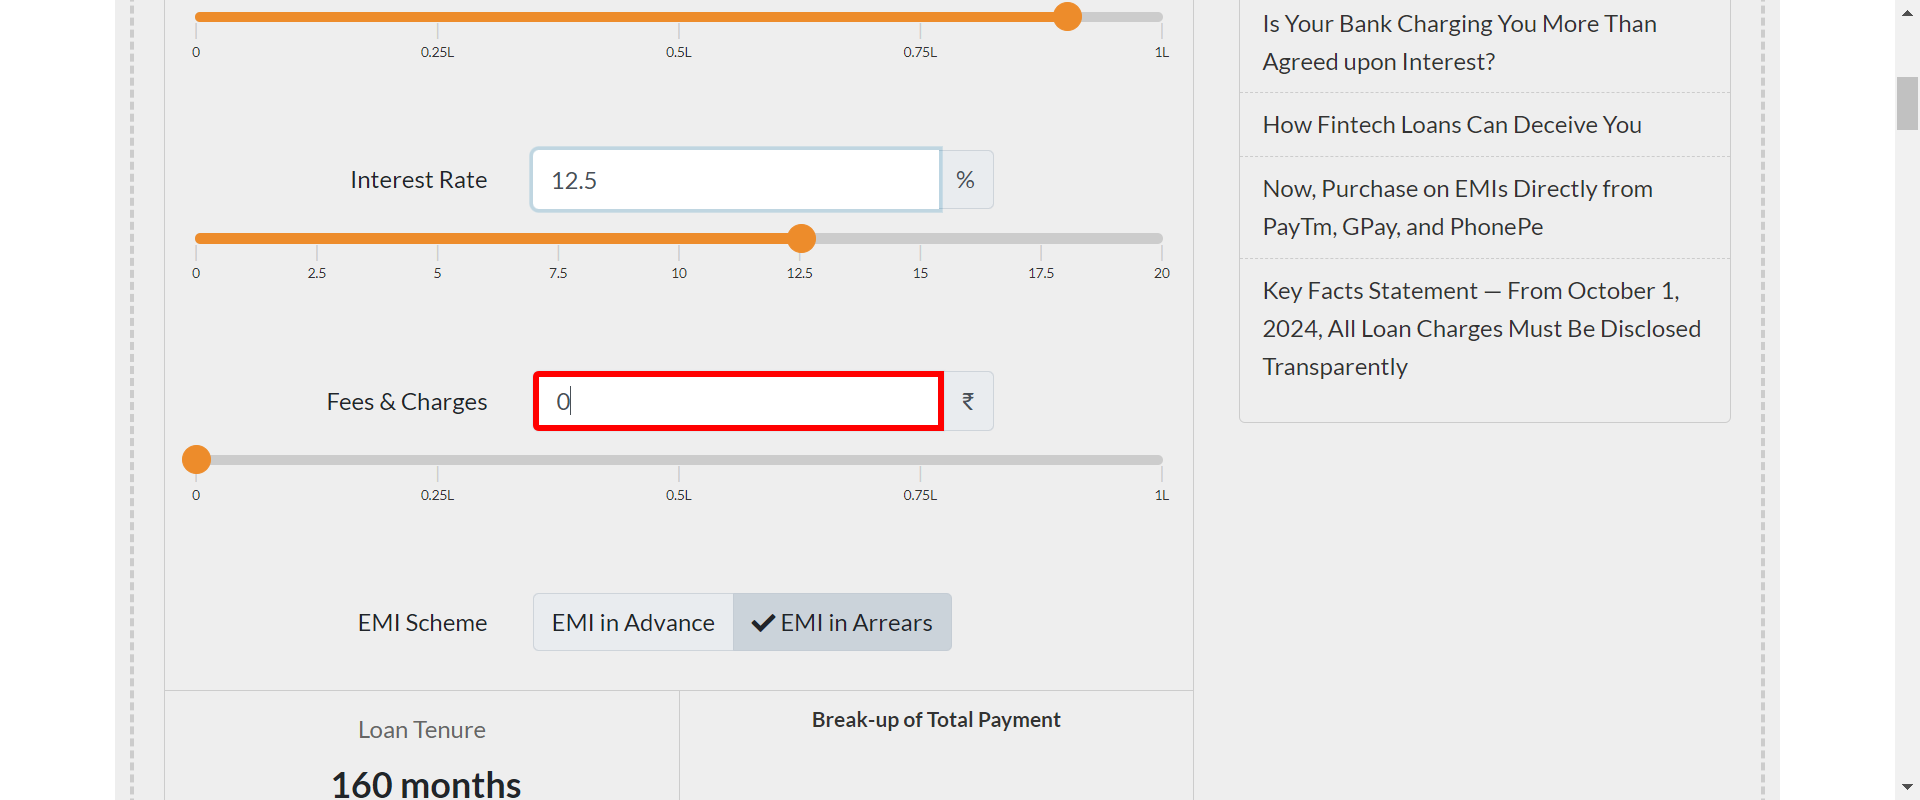 0 0.25L 0.5L 0.75L 1L
Interest Rate 12.5 %
0 2.5 5 7.5 10 12.5 15 17.5 20
Fees & Charges 0 ₹
0 0.25L 0.5L 0.75L 1L
EMI Scheme EMI in Advance EMI in Arrears
Loan Tenure
160 months
Break-up of Total Payment
Is Your Bank Charging You More Than
Agreed upon Interest?
How Fintech Loans Can Deceive You
Now, Purchase on EMIs Directly from
PayTm, GPay, and PhonePe
Key Facts Statement — From October 1,
2024, All Loan Charges Must Be Disclosed
Transparently